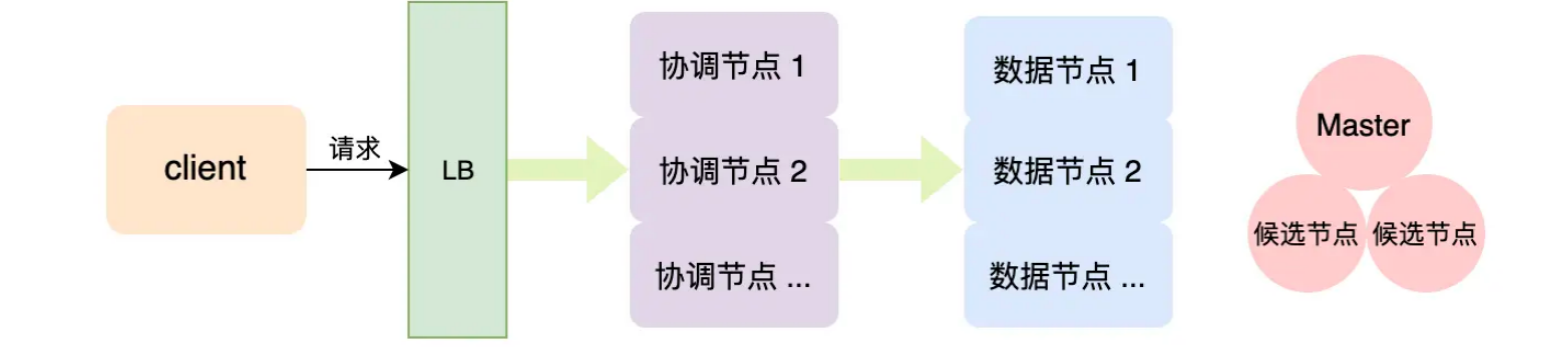 client
请求
LB
协调节点 1
协调节点 2
协调节点 ...
数据节点 1
数据节点 2
数据节点 ...
Master
候选节点
候选节点